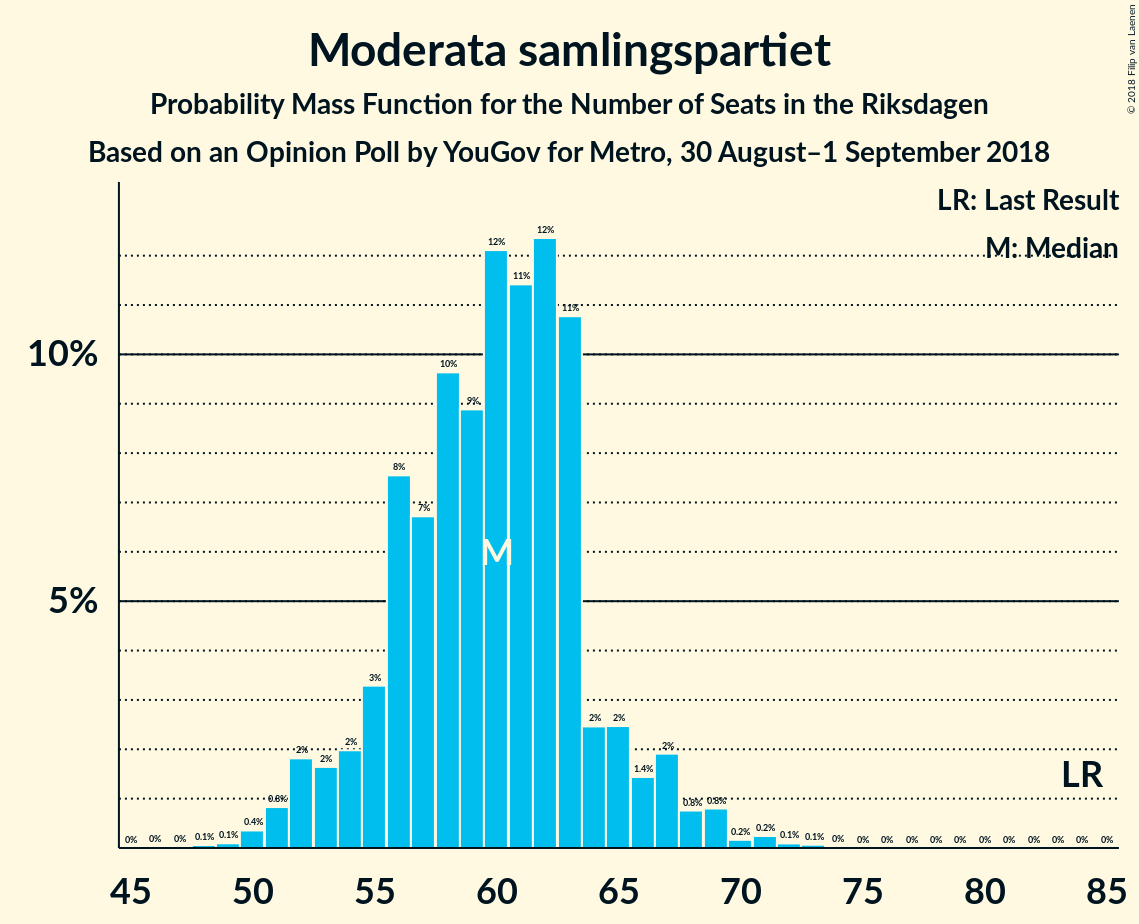 Moderata samlingspartiet
Probability Mass Function for the Number of Seats in the Riksdagen
Based on an Opinion Poll by YouGov for Metro, 30 August–1 September 2018
© 2018 Filip van Laenen
LR: Last Result
M: Median
10%
5%
0% 0% 0% 0.1% 0.1% 0.4% 0.8% 2% 2% 2% 3% 8% 7% 10% 9% 12% 11% 12% 11% 2% 2% 1.4% 2% 0.8% 0.8% 0.2% 0.2% 0.1% 0.1% 0% 0% 0% 0% 0% 0% 0% 0% 0% 0% 0% 0%
M
LR
45 50 55 60 65 70 75 80 85